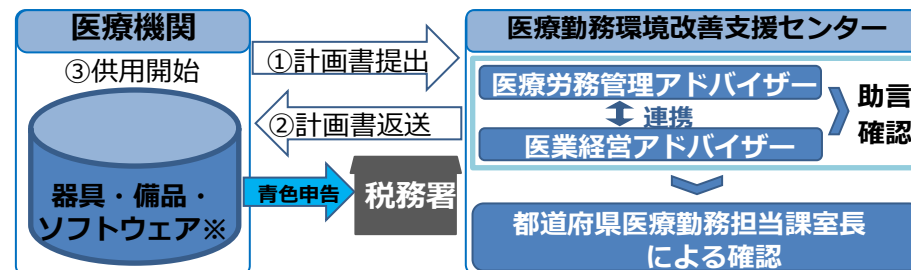 医療機関
③供用開始
器具・備品・
ソフトウェア※
①計画書提出
②計画書返送
青色申告
税務署
医療勤務環境改善支援センター
医療労務管理アドバイザー
連携
医業経営アドバイザー
助言
確認
都道府県医療勤務担当課室長
による確認